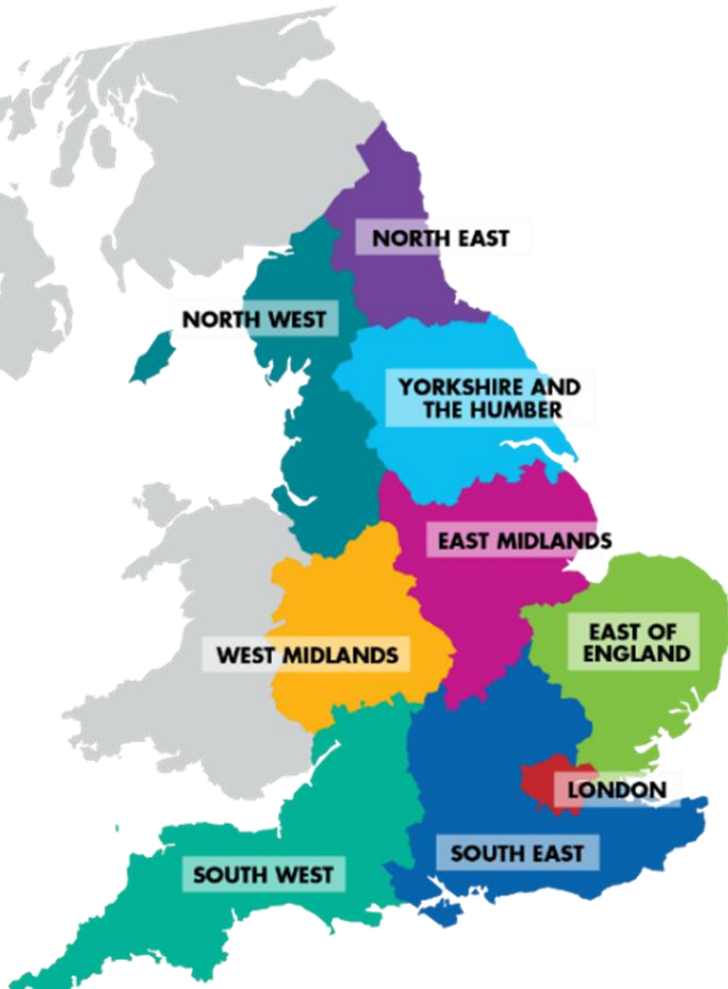 NORTH EAST
NORTH WEST
YORKSHIRE AND
THE HUMBER
EAST MIDLANDS
EAST OF
ENGLAND
WEST MIDLANDS
LONDON
SOUTH EAST
SOUTH WEST